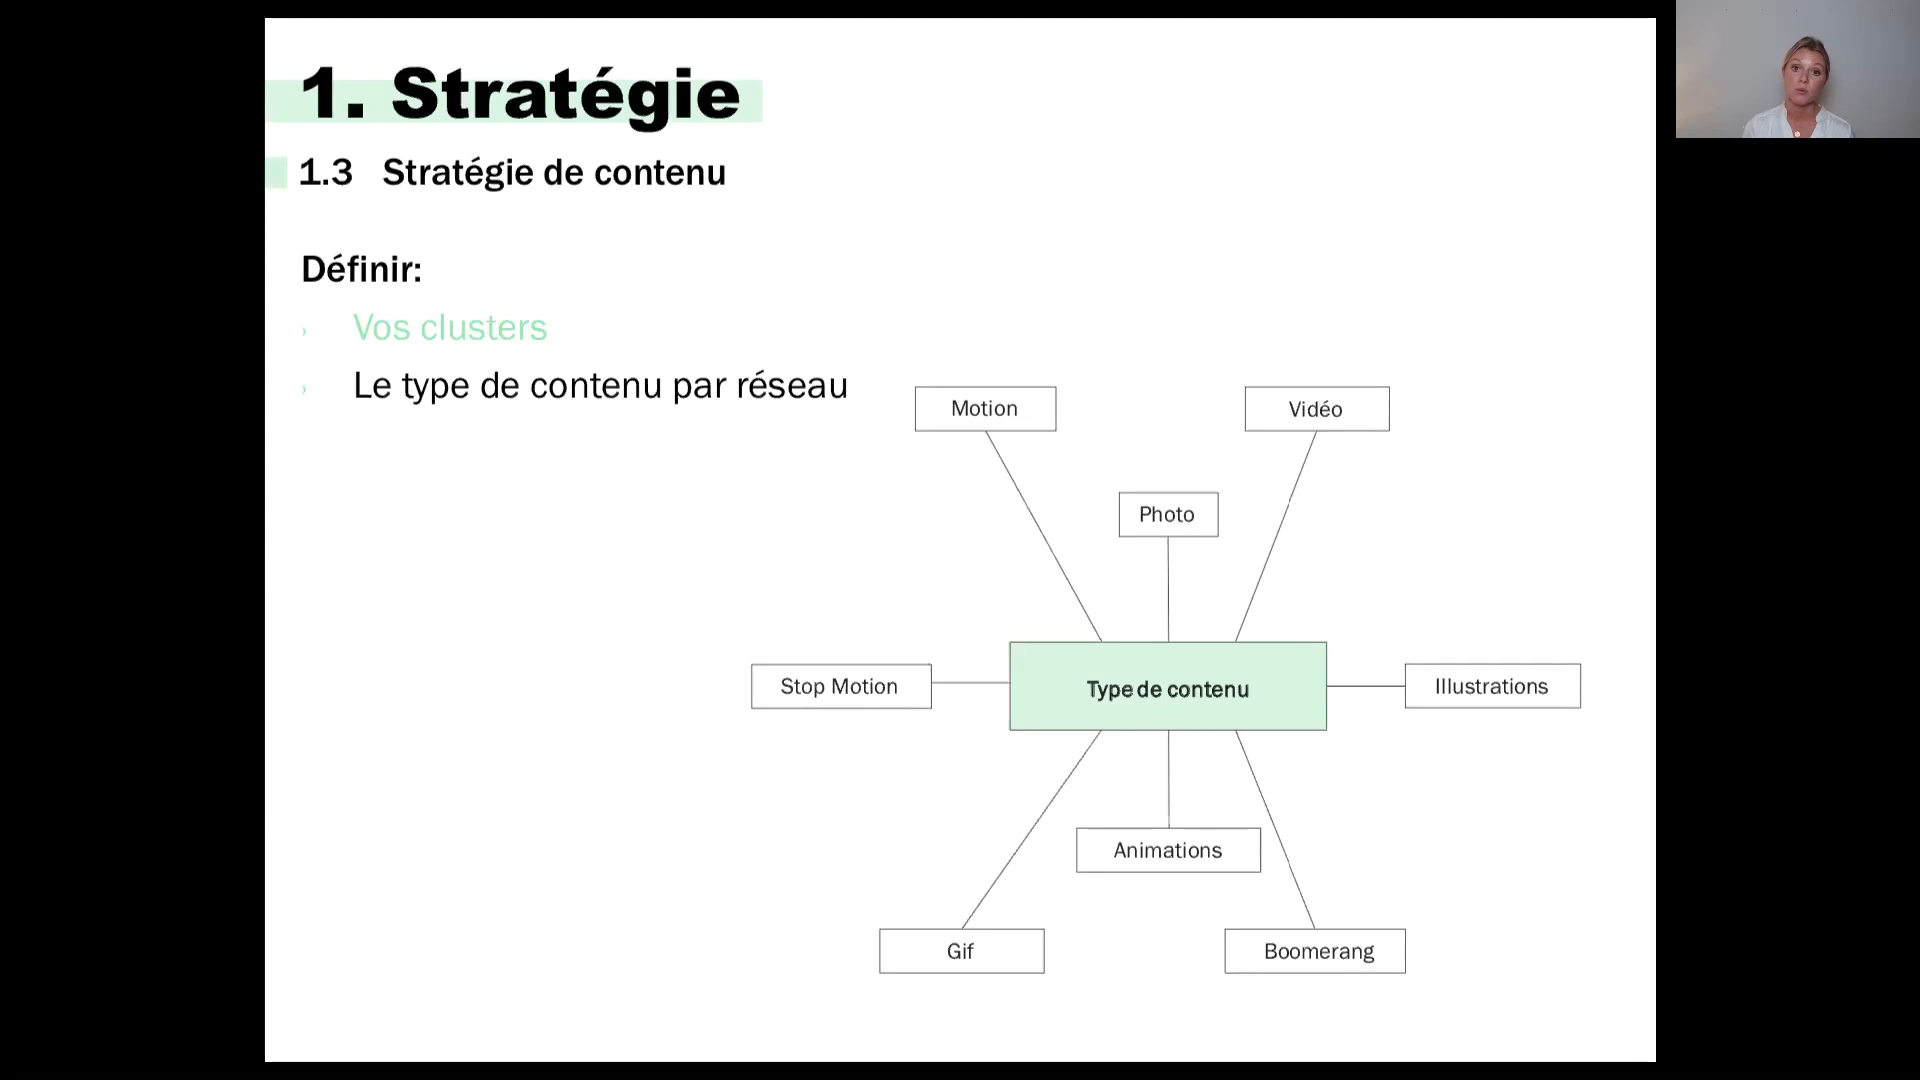 1. Stratégie
1.3 Stratégie de contenu
Définir:
› Vos clusters
› Le type de contenu par réseau
Motion
Vidéo
Photo
Stop Motion
Type de contenu
Illustrations
Animations
Gif
Boomerang